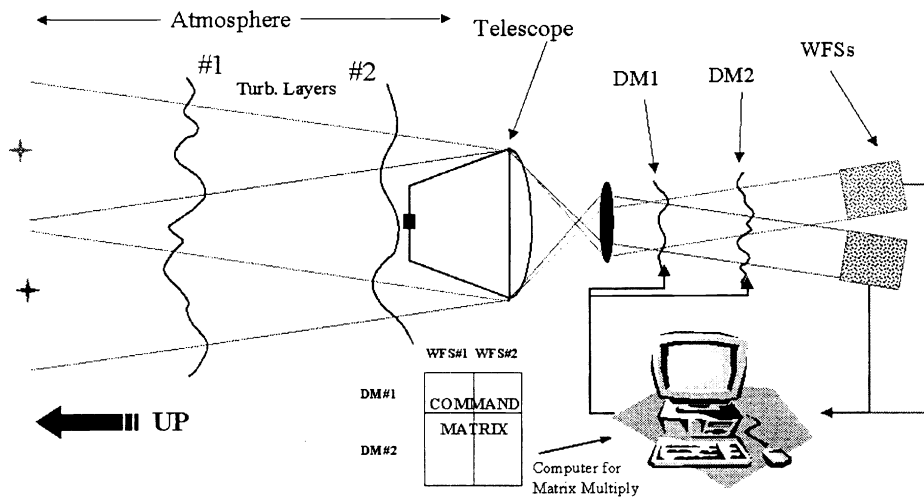 Atmosphere
Telescope
WFSs
#1
#2
Turb. Layers
DM1
DM2
WFS#1 WFS#2
DM#1
COMMAND
MATRIX
DM#2
UP
Computer for
Matrix Multiply